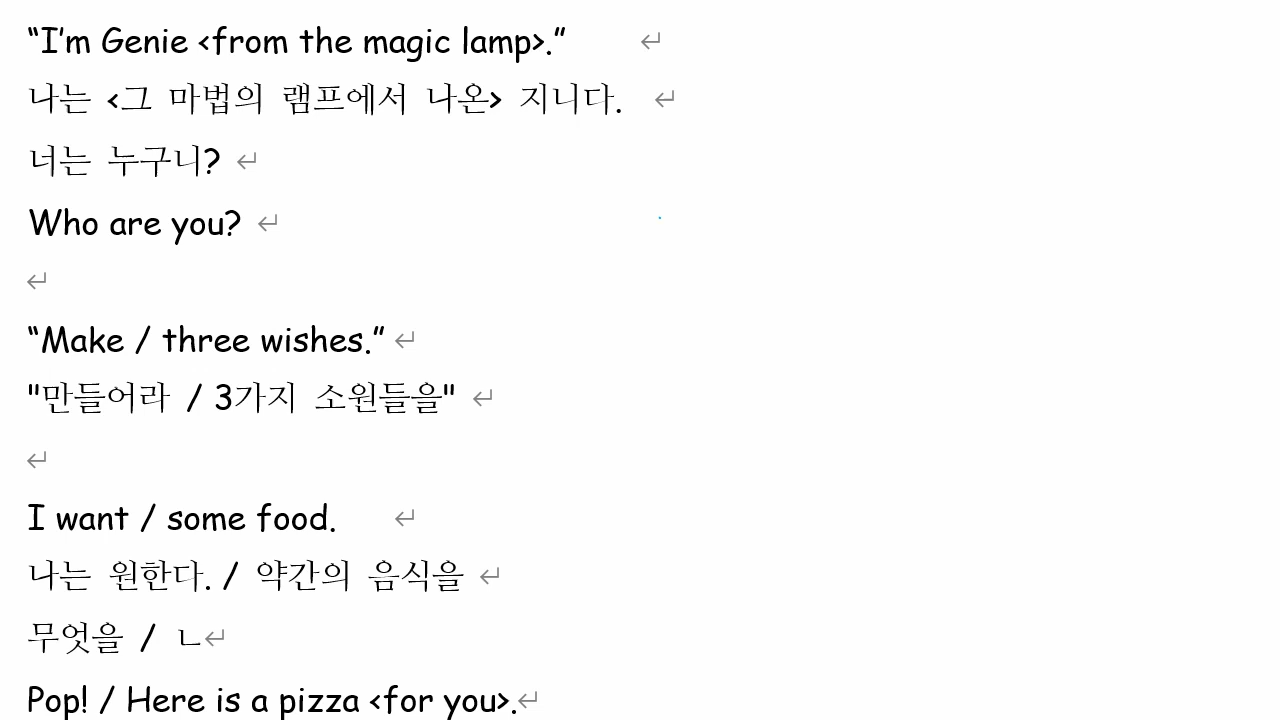 “I’m Genie <from the magic lamp>.”
나는 <그 마법의 램프에서 나온> 지니다.
너는 누구니?
Who are you?
“Make / three wishes.”
"만들어라 / 3가지 소원들을"
I want / some food.
나는 원한다. / 약간의 음식을
무엇을 / ㄴ
Pop! / Here is a pizza <for you>.